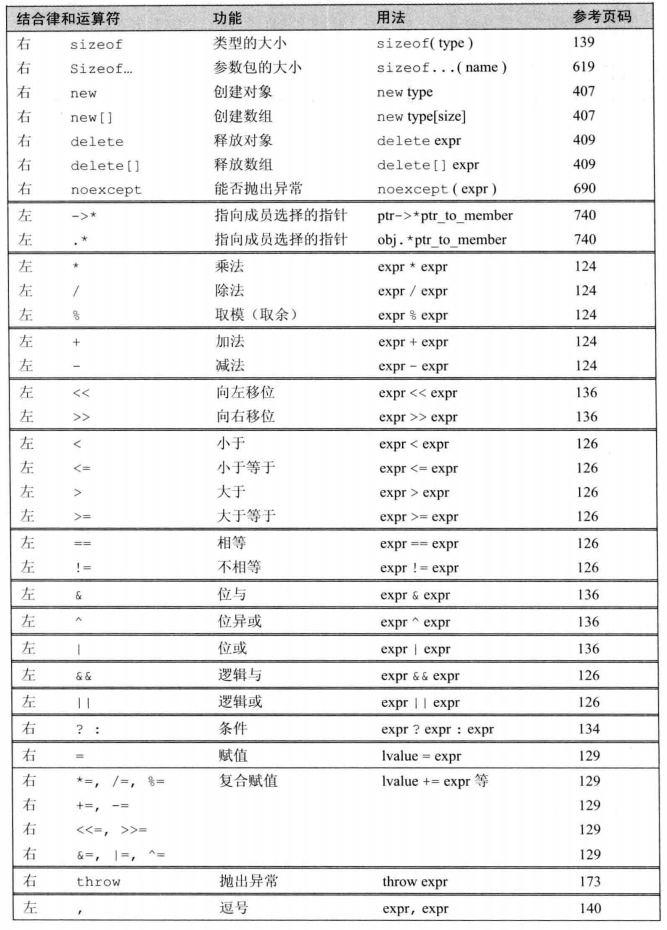 结合律和运算符 功能 用法 参考页码
右 sizeof 类型的大小 sizeof( type ) 139
右 Sizeof… 参数包的大小 sizeof...( name ) 619
右 new 创建对象 new type 407
右 new[] 创建数组 new type[size] 407
右 delete 释放对象 delete expr 409
右 delete[] 释放数组 delete[] expr 409
右 noexcept 能否抛出异常 noexcept ( expr ) 690
左 ->* 指向成员选择的指针 ptr->*ptr_to_member 740
左 .* 指向成员选择的指针 obj.*ptr_to_member 740
左 * 乘法 expr * expr 124
左 / 除法 expr / expr 124
左 % 取模（取余） expr % expr 124
左 + 加法 expr + expr 124
左 - 减法 expr - expr 124
左 << 向左移位 expr << expr 136
左 >> 向右移位 expr >> expr 136
左 < 小于 expr < expr 126
左 <= 小于等于 expr <= expr 126
左 > 大于 expr > expr 126
左 >= 大于等于 expr >= expr 126
左 == 相等 expr == expr 126
左 != 不相等 expr != expr 126
左 & 位与 expr & expr 136
左 ^ 位异或 expr ^ expr 136
左 | 位或 expr | expr 136
左 && 逻辑与 expr && expr 126
左 || 逻辑或 expr || expr 126
右 ? : 条件 expr ? expr : expr 134
右 = 赋值 lvalue = expr 129
右 *=, /=, %= 复合赋值 lvalue += expr 等 129
右 +=, -= 129
右 <<=, >>= 129
右 &=, |=, ^= 129
右 throw 抛出异常 throw expr 173
左 , 逗号 expr, expr 140